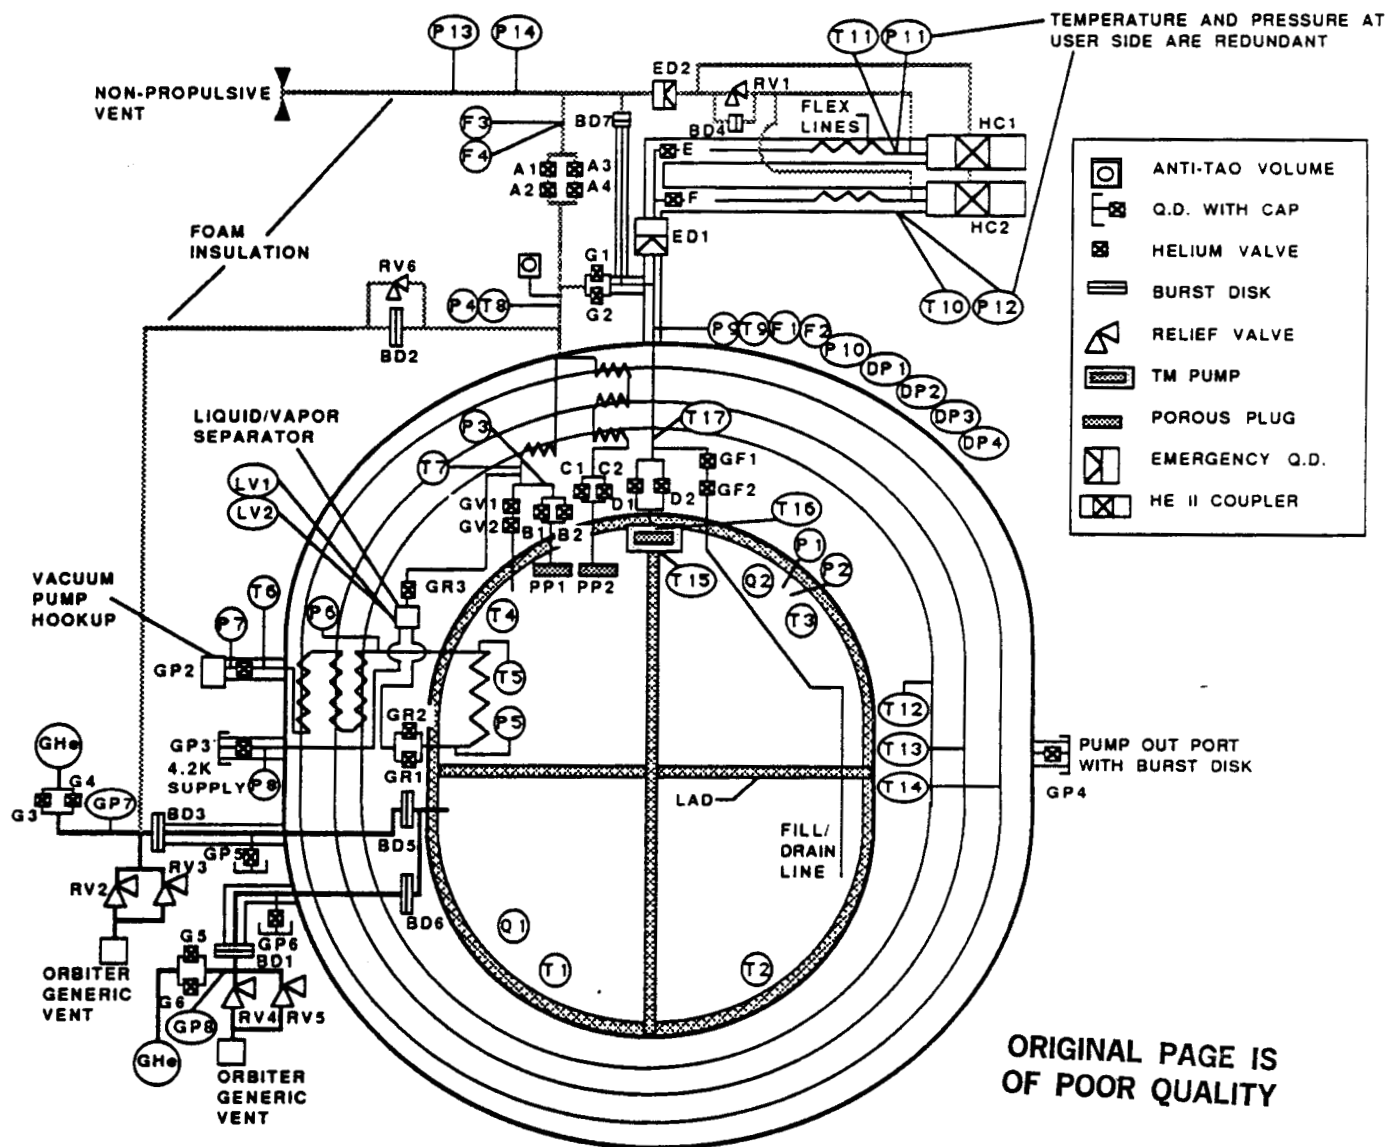 P13
P14
T11
P11
TEMPERATURE AND PRESSURE AT
USER SIDE ARE REDUNDANT
NON-PROPULSIVE
VENT
ED2
RV1
F3
F4
BD7
BD4
FLEX
LINES
HC1
E
A1
A3
A2
A4
F
HC2
ANTI-TAO VOLUME
Q.D. WITH CAP
HELIUM VALVE
BURST DISK
RELIEF VALVE
TM PUMP
POROUS PLUG
EMERGENCY Q.D.
HE II COUPLER
FOAM
INSULATION
ED1
G1
RV6
P4
T8
G2
T10
P12
BD2
P9
T9
F1
F2
P10
DP1
DP2
DP3
DP4
LIQUID/VAPOR
SEPARATOR
P3
T17
T7
C1
C2
GF1
LV1
LV2
GV1
D1
D2
GF2
GV2
B1
B2
T16
P1
P2
VACUUM
PUMP
HOOKUP
GR3
PP1
PP2
T15
Q2
T6
P7
P6
T4
T3
GP2
T5
T12
GR2
P5
GP3
4.2K
SUPPLY
P8
GR1
T13
T14
PUMP OUT PORT
WITH BURST DISK
GP4
GHe
G4
G3
GP7
BD3
LAD
BD5
FILL/
DRAIN
LINE
GP5
RV3
RV2
BD6
GP6
BD1
Q1
G5
T1
T2
ORBITER
GENERIC
VENT
G6
GP8
RV4
RV5
GHe
ORBITER
GENERIC
VENT
ORIGINAL PAGE IS
OF POOR QUALITY